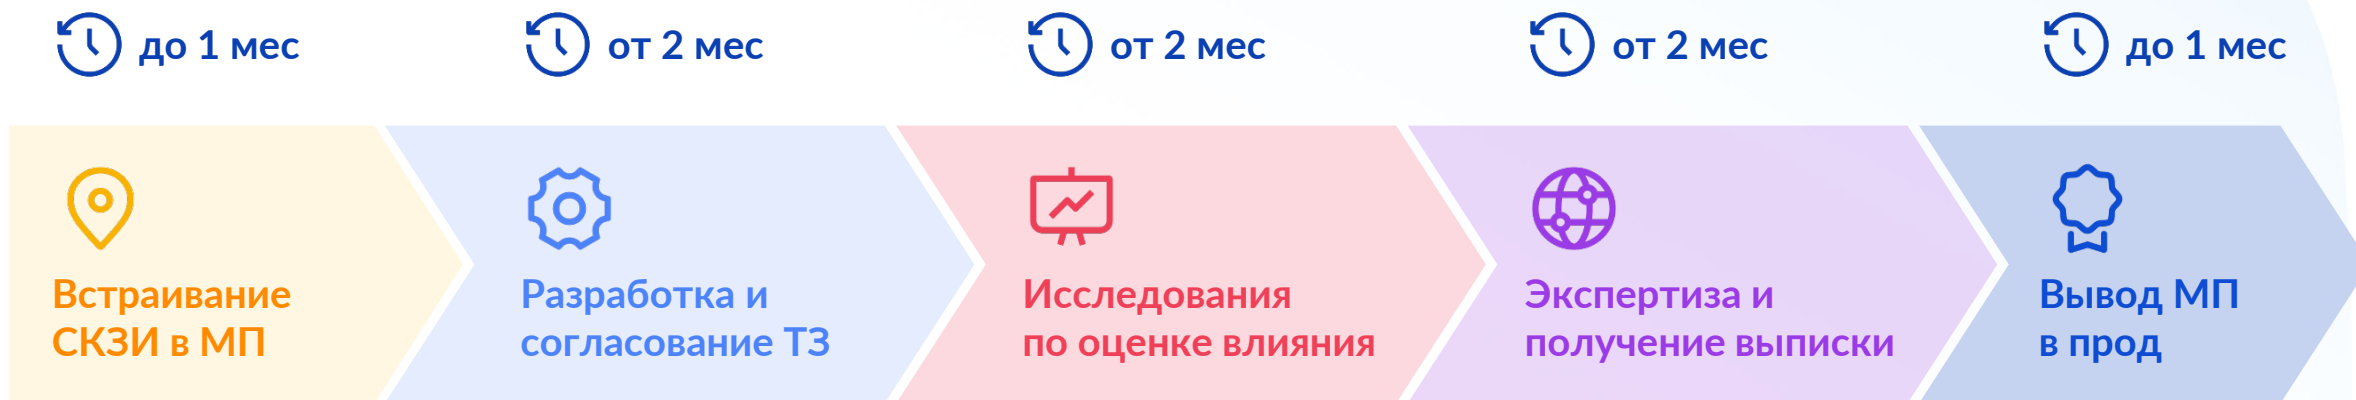 до 1 мес
от 2 мес
от 2 мес
от 2 мес
до 1 мес
Встраивание
СКЗИ в МП
Разработка и
согласование ТЗ
Исследования
по оценке влияния
Экспертиза и
получение выписки
Вывод МП
в прод